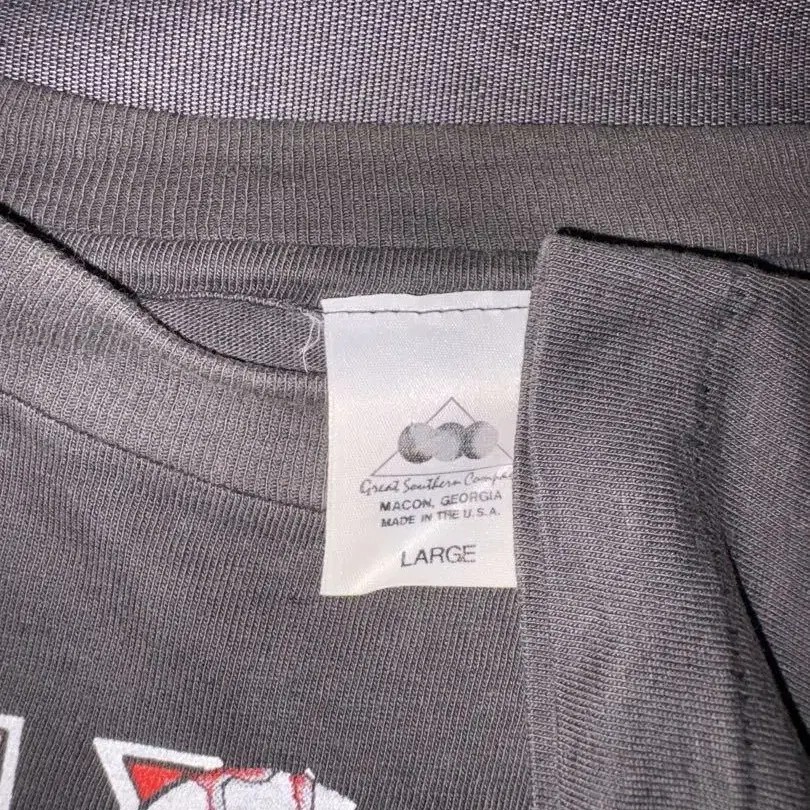 Great Southern Compa
MACON, GEORGIA
MADE IN THE U.S.A.
LARGE